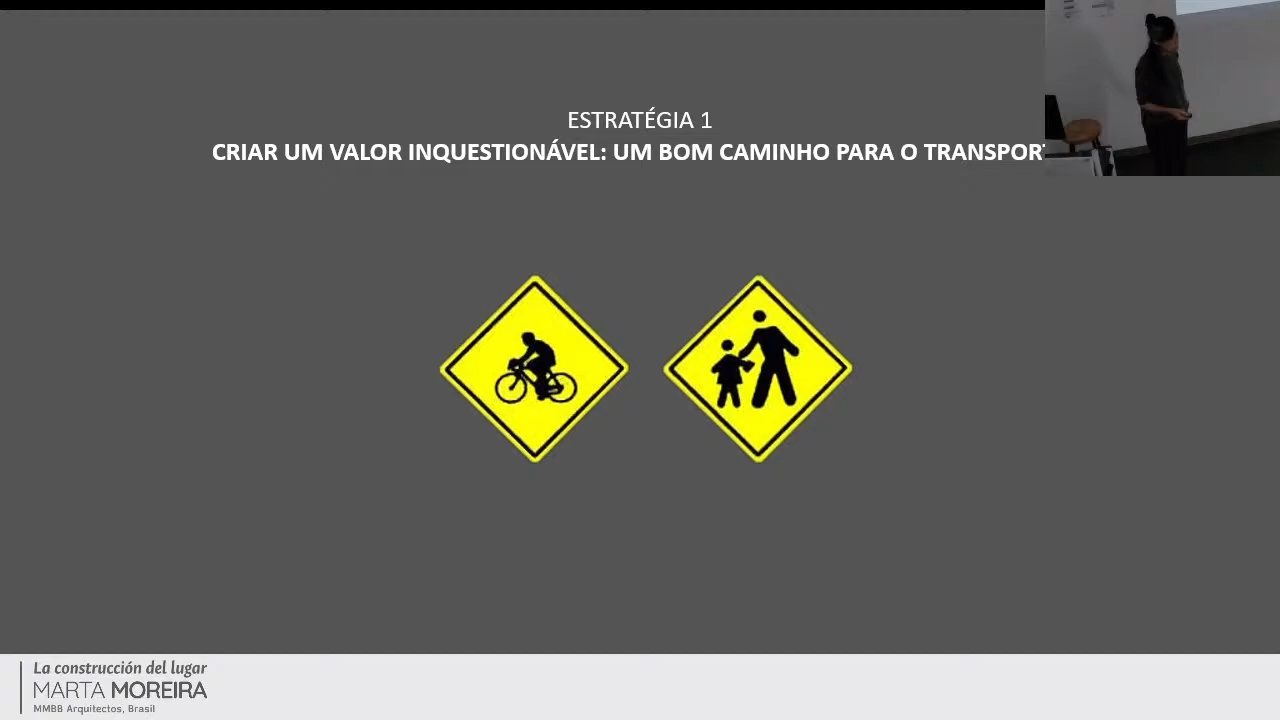 ESTRATÉGIA 1
CRIAR UM VALOR INQUESTIONÁVEL: UM BOM CAMINHO PARA O TRANSPORT
La construcción del lugar
MARTA MOREIRA
MMBB Arquitectos, Brasil